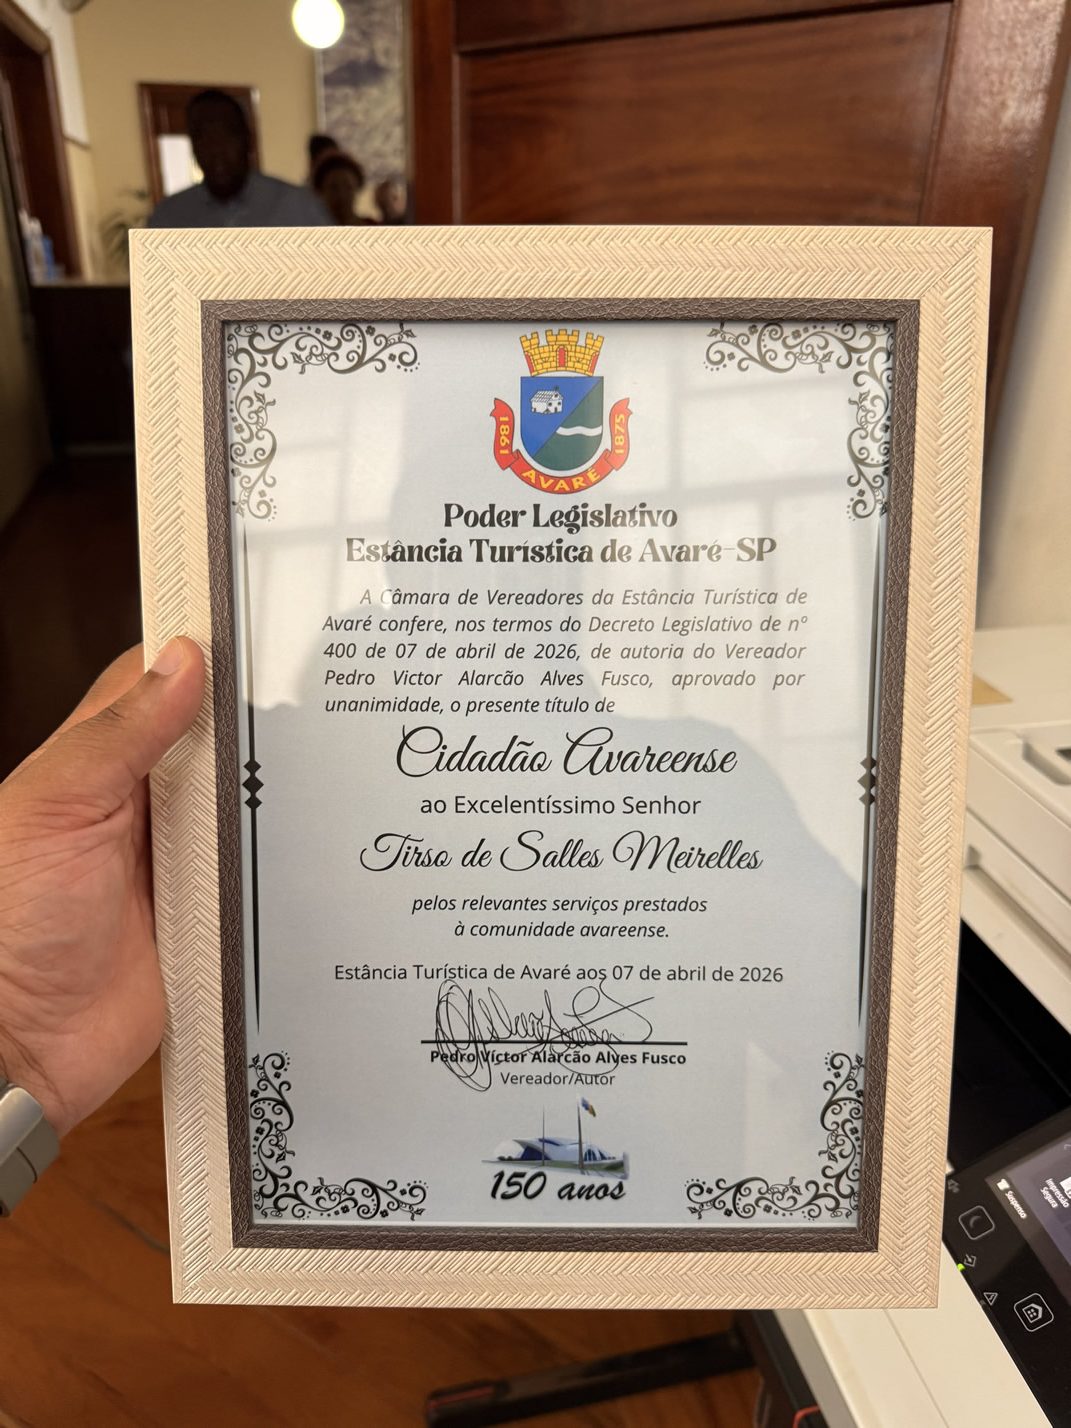 1861
1875
AVARÉ
Poder Legislativo
Estância Turística de Avaré-SP
A Câmara de Vereadores da Estância Turística de
Avaré confere, nos termos do Decreto Legislativo de nº
400 de 07 de abril de 2026, de autoria do Vereador
Pedro Victor Alarcão Alves Fusco, aprovado por
unanimidade, o presente título de
Cidadão Avareense
ao Excelentíssimo Senhor
Tirso de Salles Meirelles
pelos relevantes serviços prestados
à comunidade avareense.
Estância Turística de Avaré aos 07 de abril de 2026
Pedro Víctor Alarcão Alves Fusco
Vereador/Autor
150 anos
Suspenso
Impressão
Segura